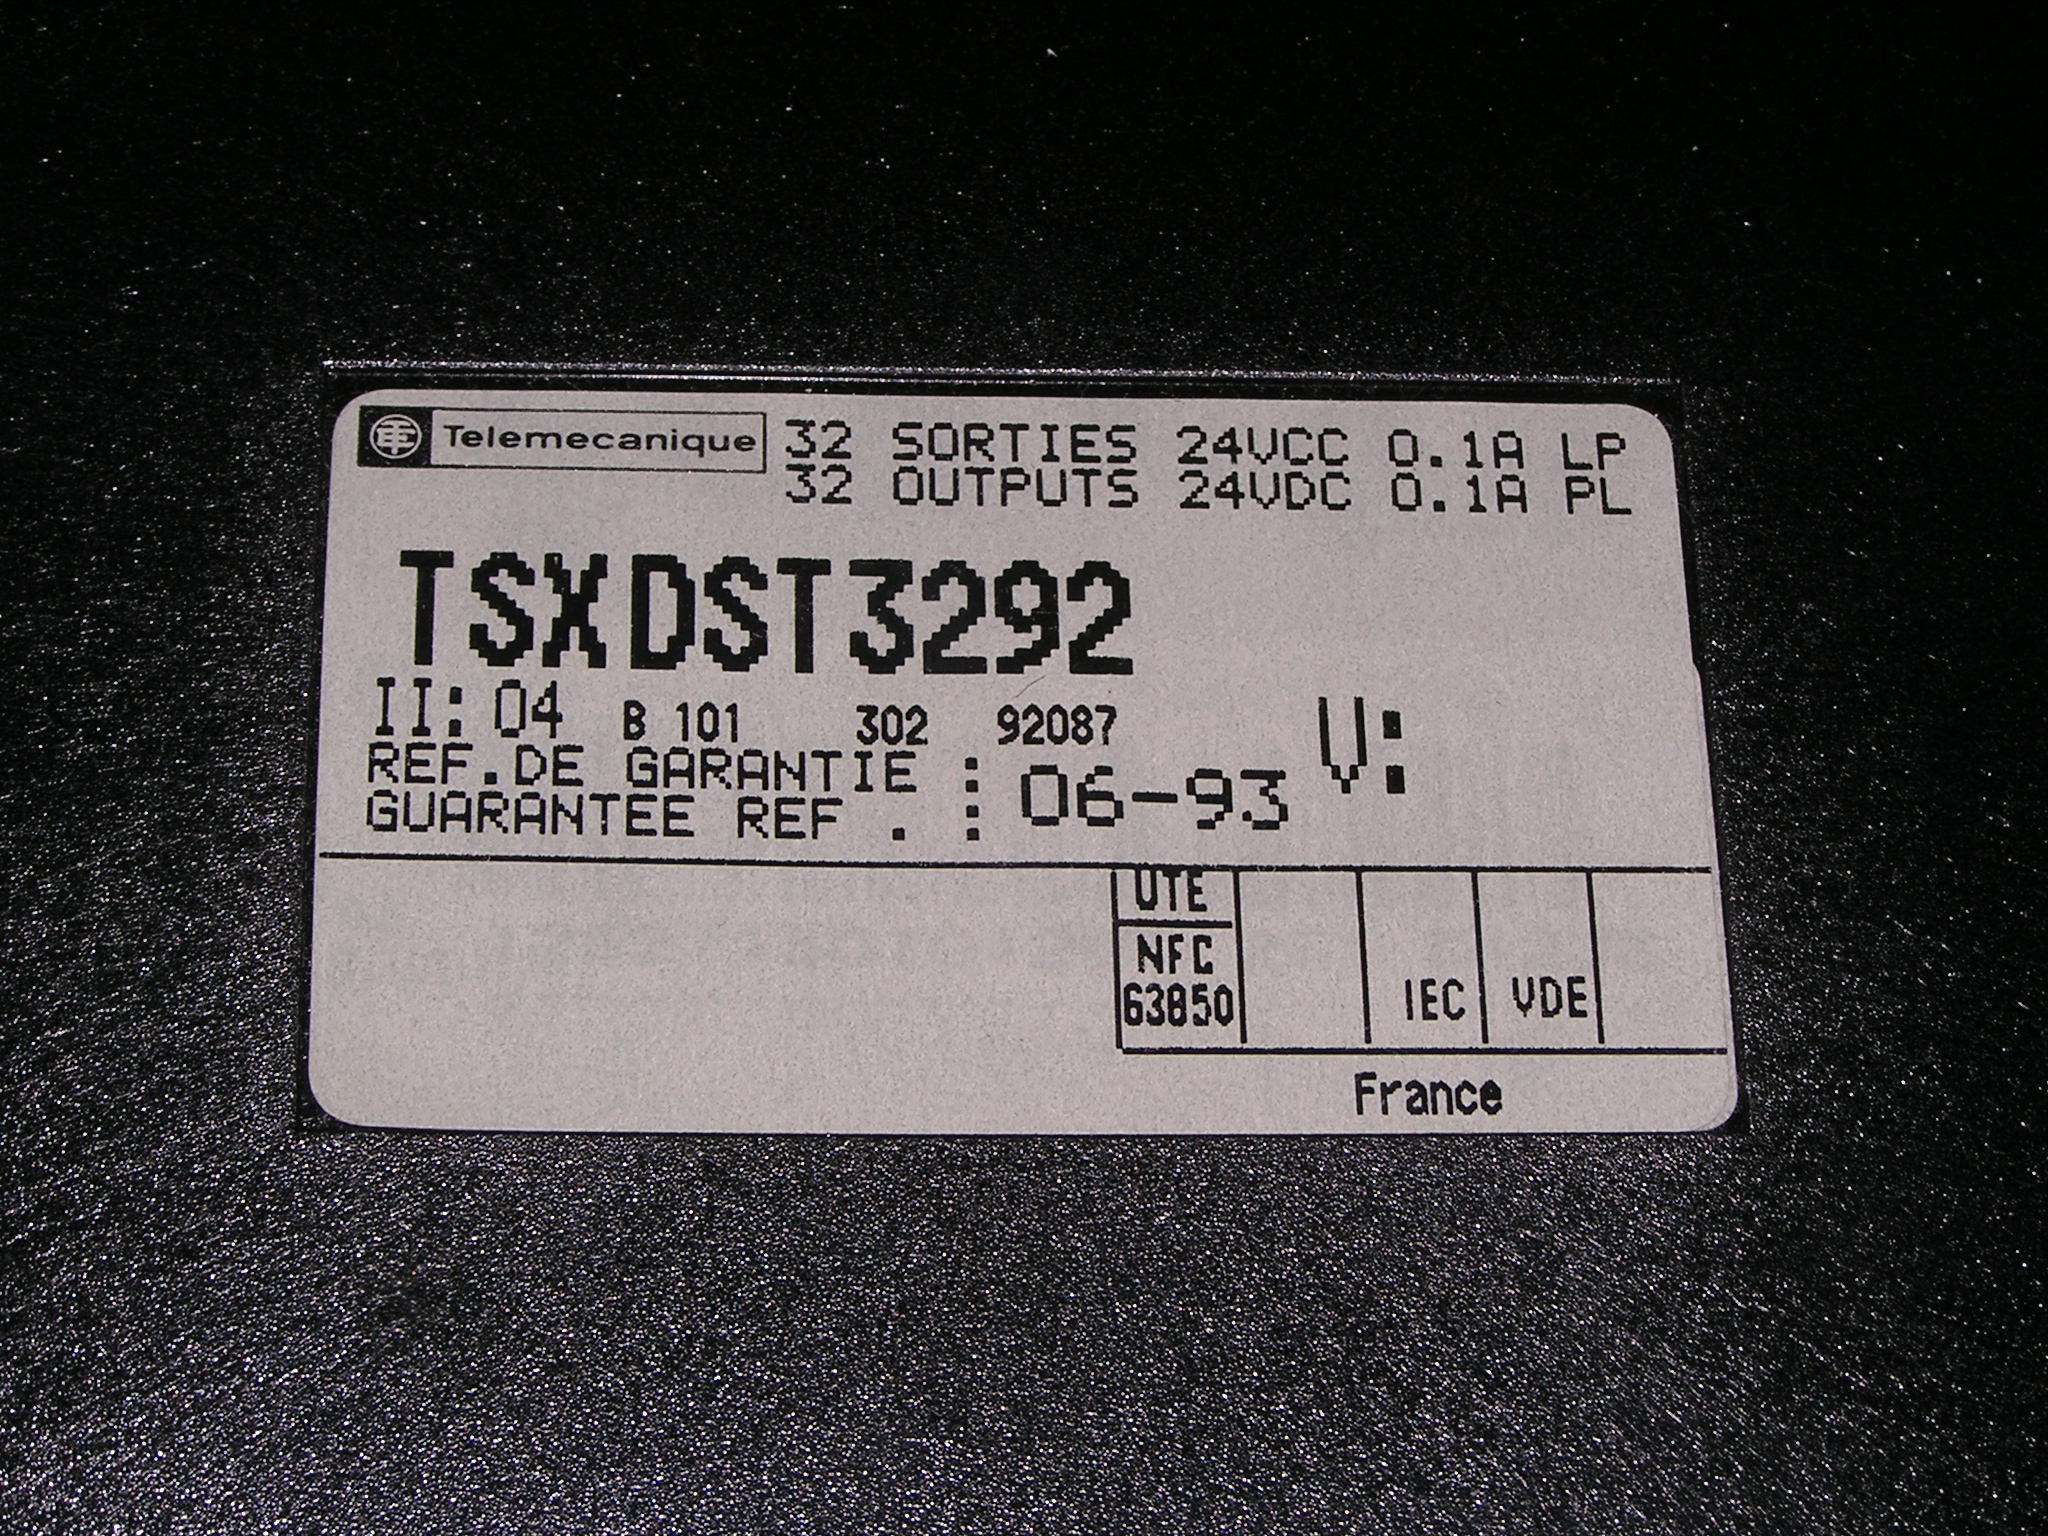 Telemecanique
32 SORTIES 24VCC 0.1A LP
32 OUTPUTS 24VDC 0.1A PL
TSXDST3292
II: 04 B 101 302 92087
V:
REF.DE GARANTIE :
GUARANTEE REF . : 06-93
UTE
NFC
63850
IEC
VDE
France